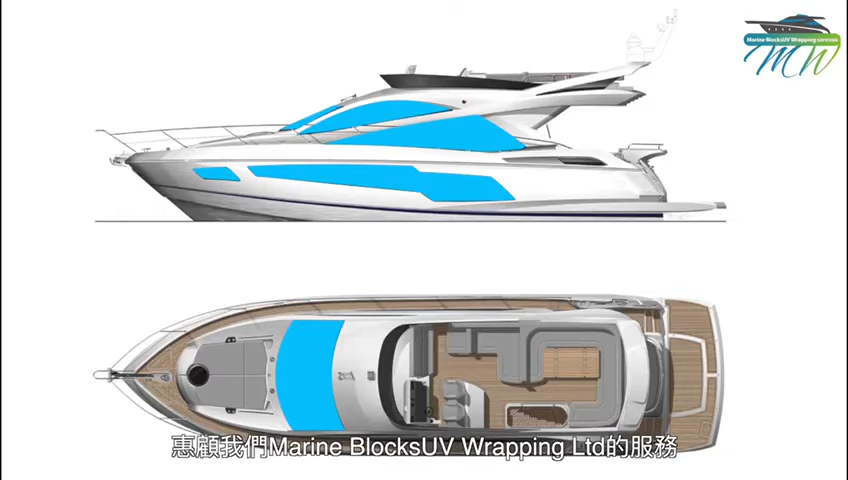 Marine BlocksUV Wrapping services
MW
惠顧我們Marine BlocksUV Wrapping Ltd的服務